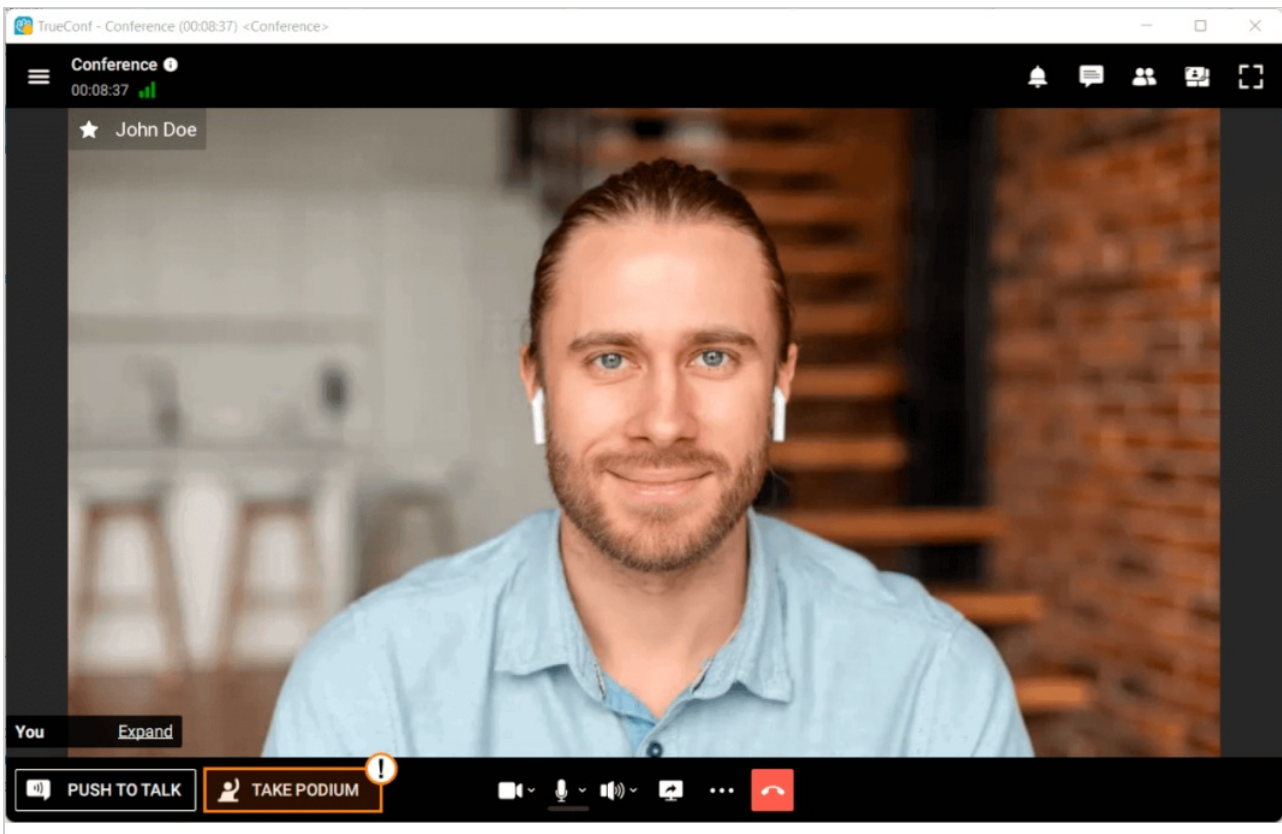 TrueConf - Conference (00:08:37) <Conference>
Conference
00:08:37
John Doe
You Expand
PUSH TO TALK
TAKE PODIUM
!